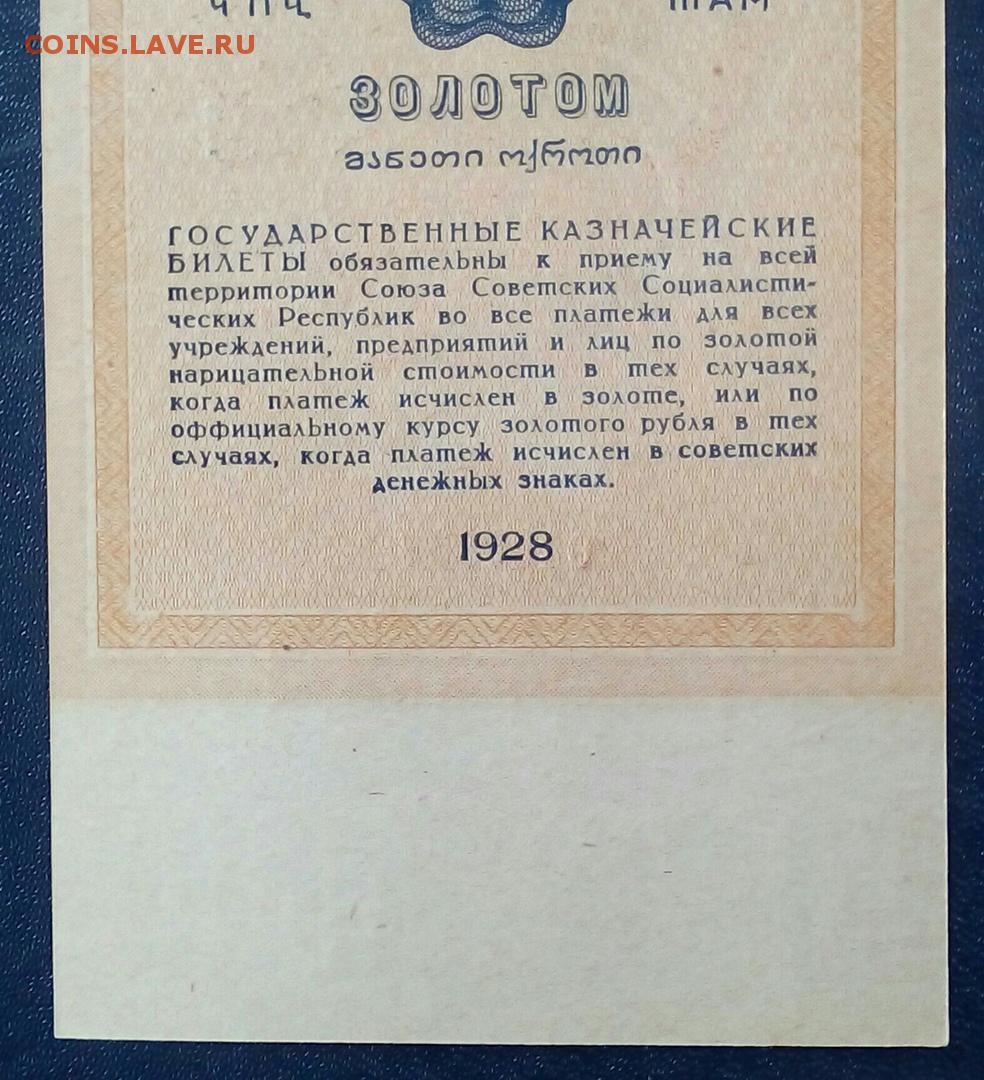 COINS.LAVE.RU
ЗОЛОТОМ
მანეთი ოქროთი
ГОСУДАРСТВЕННЫЕ КАЗНАЧЕЙСКИЕ
БИЛЕТЫ обязательны к приему на всей
территории Союза Советских Социалисти-
ческих Республик во все платежи для всех
учреждений, предприятий и лиц по золотой
нарицательной стоимости в тех случаях,
когда платеж исчислен в золоте, или по
оффициальному курсу золотого рубля в тех
случаях, когда платеж исчислен в советских
денежных знаках.
1928